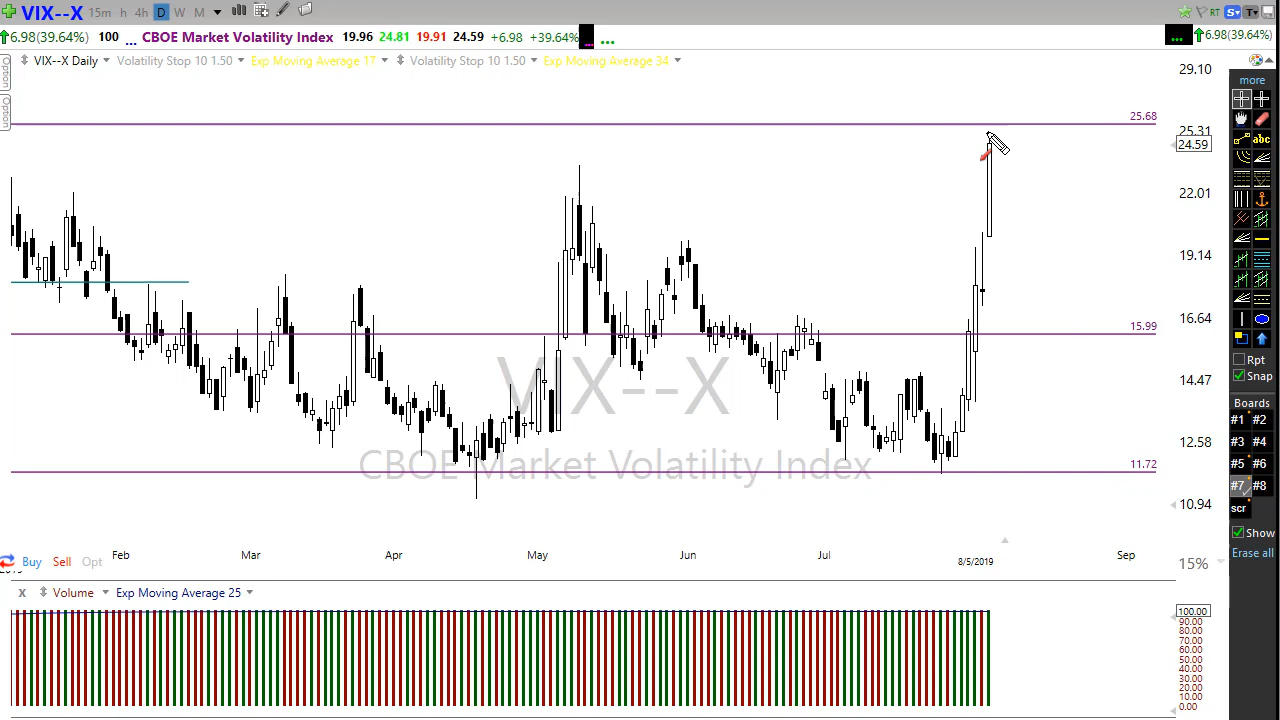 VIX--X 15m h 4h D W M RT S T
6.98(39.64%) 100 ... CBOE Market Volatility Index 19.96 24.81 19.91 24.59 +6.98 +39.64% ... ... ... 6.98(39.64%)
VIX--X Daily Volatility Stop 10 1.50 Exp Moving Average 17 Volatility Stop 10 1.50 Exp Moving Average 34
Option
Option
29.10
25.68
25.31
24.59
22.01
19.14
16.64
15.99
14.47
12.58
11.72
10.94
VIX--X
CBOE Market Volatility Index
Feb Mar Apr May Jun Jul 8/5/2019 Sep
Buy Sell Opt
15%
X Volume Exp Moving Average 25
100.00
90.00
80.00
70.00
60.00
50.00
40.00
30.00
20.00
10.00
0.00
more
abc
Rpt
Snap
Boards
#1 #2
#3 #4
#5 #6
#7 #8
scr
Show
Erase all